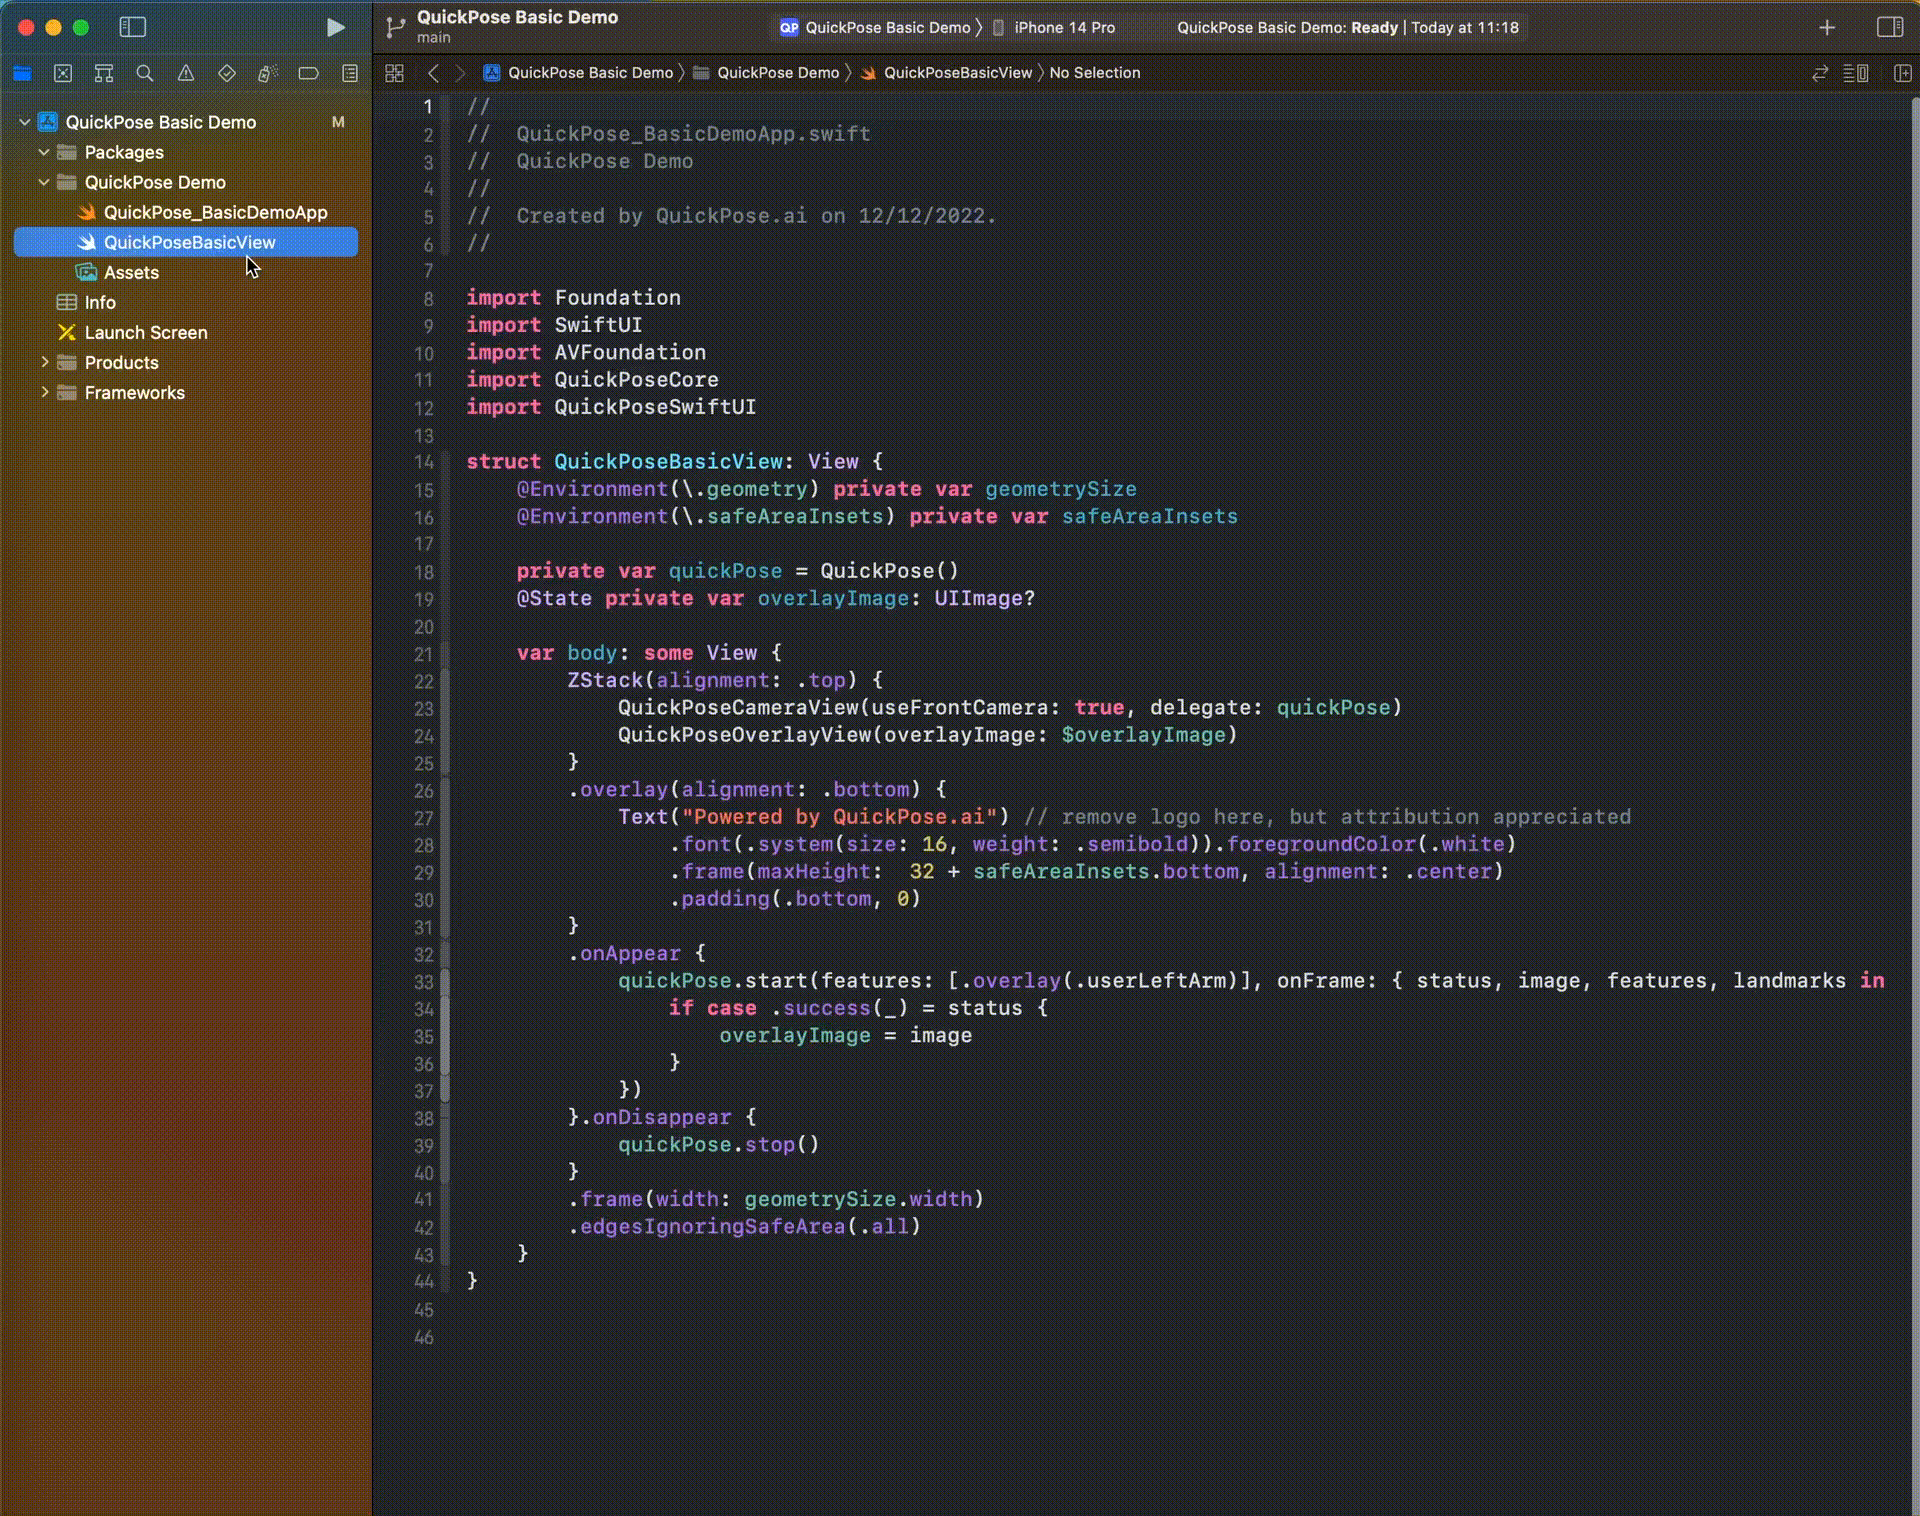 QuickPose Basic Demo
main
QP QuickPose Basic Demo 〉 iPhone 14 Pro
QuickPose Basic Demo: Ready | Today at 11:18
QuickPose Basic Demo 〉 QuickPose Demo 〉 QuickPoseBasicView 〉 No Selection
QuickPose Basic Demo M
Packages
QuickPose Demo
QuickPose_BasicDemoApp
QuickPoseBasicView
Assets
Info
Launch Screen
Products
Frameworks
1 //
2 //  QuickPose_BasicDemoApp.swift
3 //  QuickPose Demo
4 //
5 //  Created by QuickPose.ai on 12/12/2022.
6 //
7
8 import Foundation
9 import SwiftUI
10 import AVFoundation
11 import QuickPoseCore
12 import QuickPoseSwiftUI
13
14 struct QuickPoseBasicView: View {
15     @Environment(\.geometry) private var geometrySize
16     @Environment(\.safeAreaInsets) private var safeAreaInsets
17
18     private var quickPose = QuickPose()
19     @State private var overlayImage: UIImage?
20
21     var body: some View {
22         ZStack(alignment: .top) {
23             QuickPoseCameraView(useFrontCamera: true, delegate: quickPose)
24             QuickPoseOverlayView(overlayImage: $overlayImage)
25         }
26         .overlay(alignment: .bottom) {
27             Text("Powered by QuickPose.ai") // remove logo here, but attribution appreciated
28                 .font(.system(size: 16, weight: .semibold)).foregroundColor(.white)
29                 .frame(maxHeight:  32 + safeAreaInsets.bottom, alignment: .center)
30                 .padding(.bottom, 0)
31         }
32         .onAppear {
33             quickPose.start(features: [.overlay(.userLeftArm)], onFrame: { status, image, features, landmarks in
34                 if case .success(_) = status {
35                     overlayImage = image
36                 }
37             })
38         }.onDisappear {
39             quickPose.stop()
40         }
41         .frame(width: geometrySize.width)
42         .edgesIgnoringSafeArea(.all)
43     }
44 }
45
46